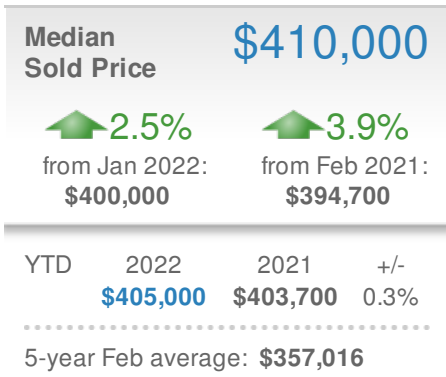 Median
Sold Price
$410,000
2.5%
from Jan 2022:
$400,000
3.9%
from Feb 2021:
$394,700
YTD 2022 2021 +/-
$405,000 $403,700 0.3%
5-year Feb average: $357,016